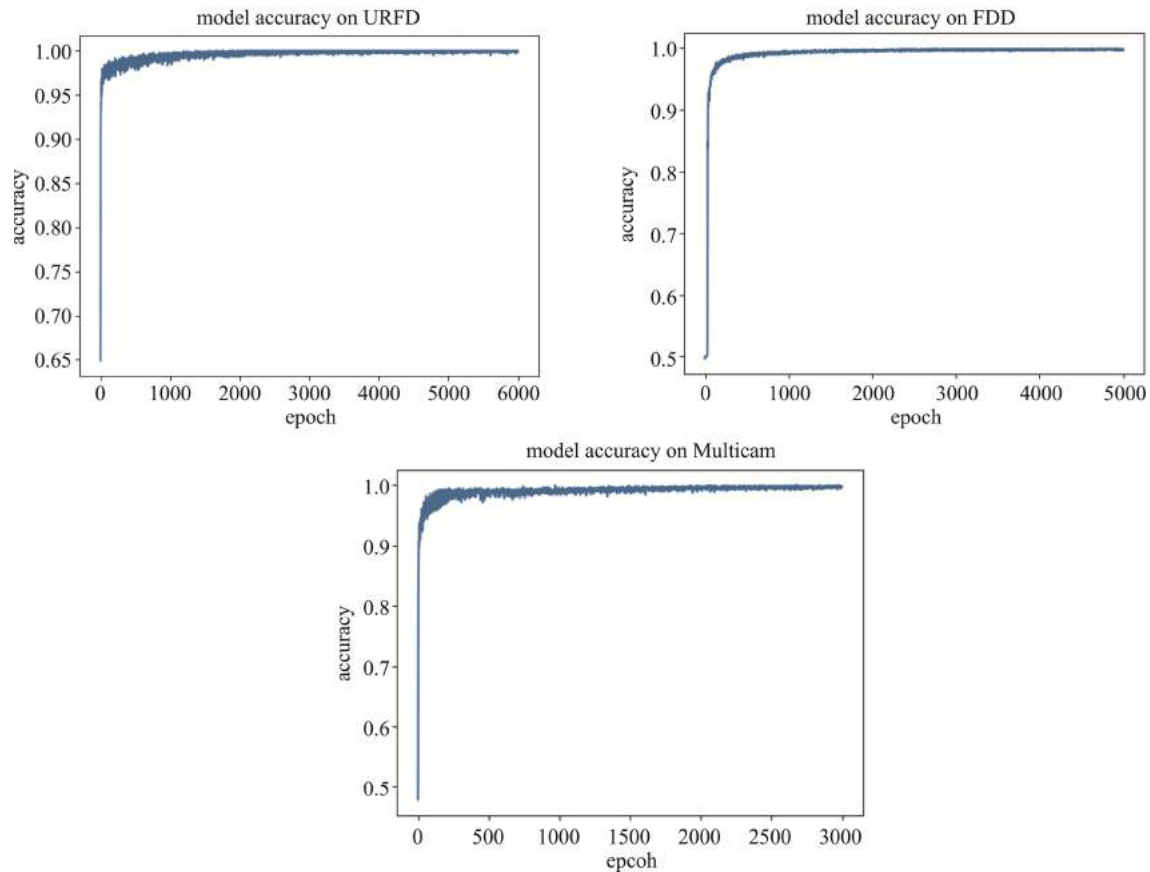 model accuracy on URFD
1.00
0.95
0.90
0.85
0.80
0.75
0.70
0.65
accuracy
0 1000 2000 3000 4000 5000 6000
epoch
model accuracy on FDD
1.0
0.9
0.8
0.7
0.6
0.5
accuracy
0 1000 2000 3000 4000 5000
epoch
model accuracy on Multicam
1.0
0.9
0.8
0.7
0.6
0.5
accuracy
0 500 1000 1500 2000 2500 3000
epcoh